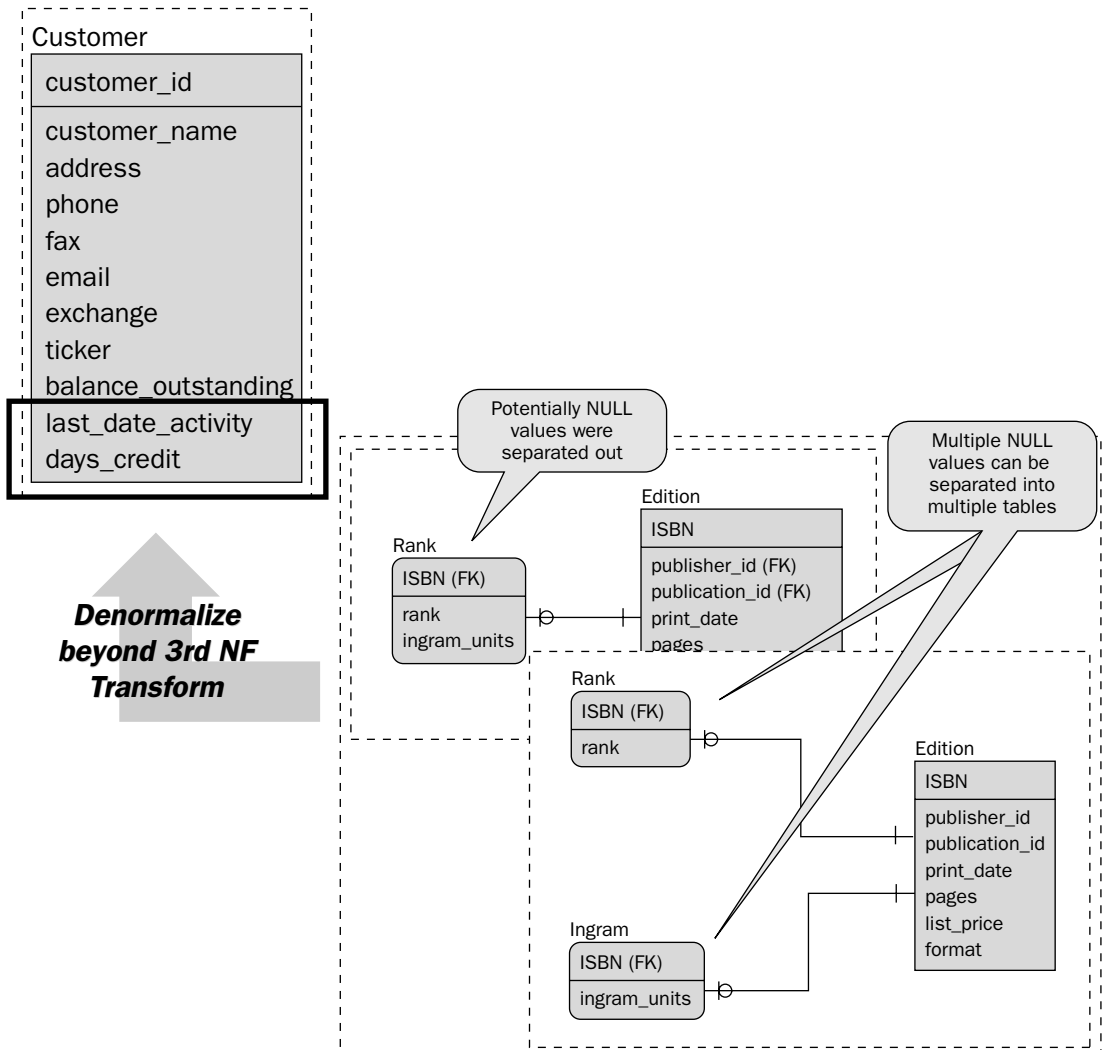 Customer
customer_id
customer_name
address
phone
fax
email
exchange
ticker
balance_outstanding
last_date_activity
days_credit
Denormalize
beyond 3rd NF
Transform
Potentially NULL
values were
separated out
Multiple NULL
values can be
separated into
multiple tables
Rank
ISBN (FK)
rank
ingram_units
Edition
ISBN
publisher_id (FK)
publication_id (FK)
print_date
pages
Rank
ISBN (FK)
rank
Edition
ISBN
publisher_id
publication_id
print_date
pages
list_price
format
Ingram
ISBN (FK)
ingram_units